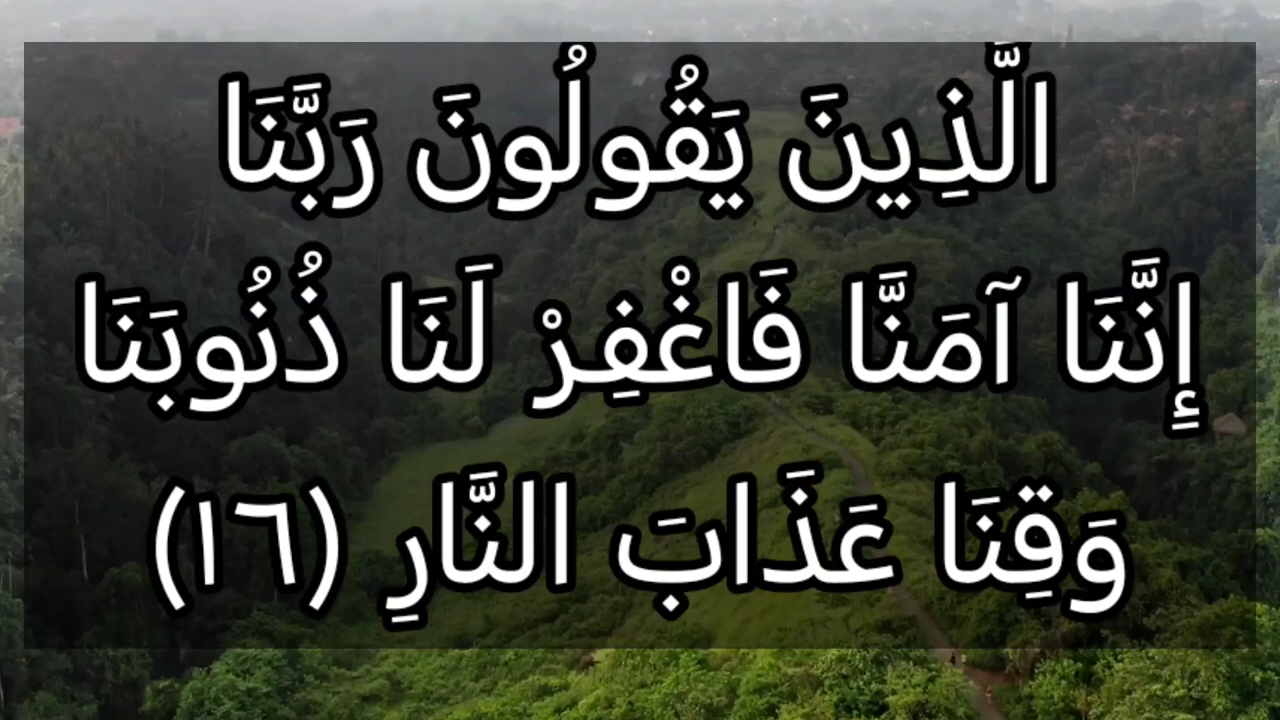 الَّذِينَ يَقُولُونَ رَبَّنَا
إِنَّنَا آمَنَّا فَاغْفِرْ لَنَا ذُنُوبَنَا
وَقِنَا عَذَابَ النَّارِ (١٦)